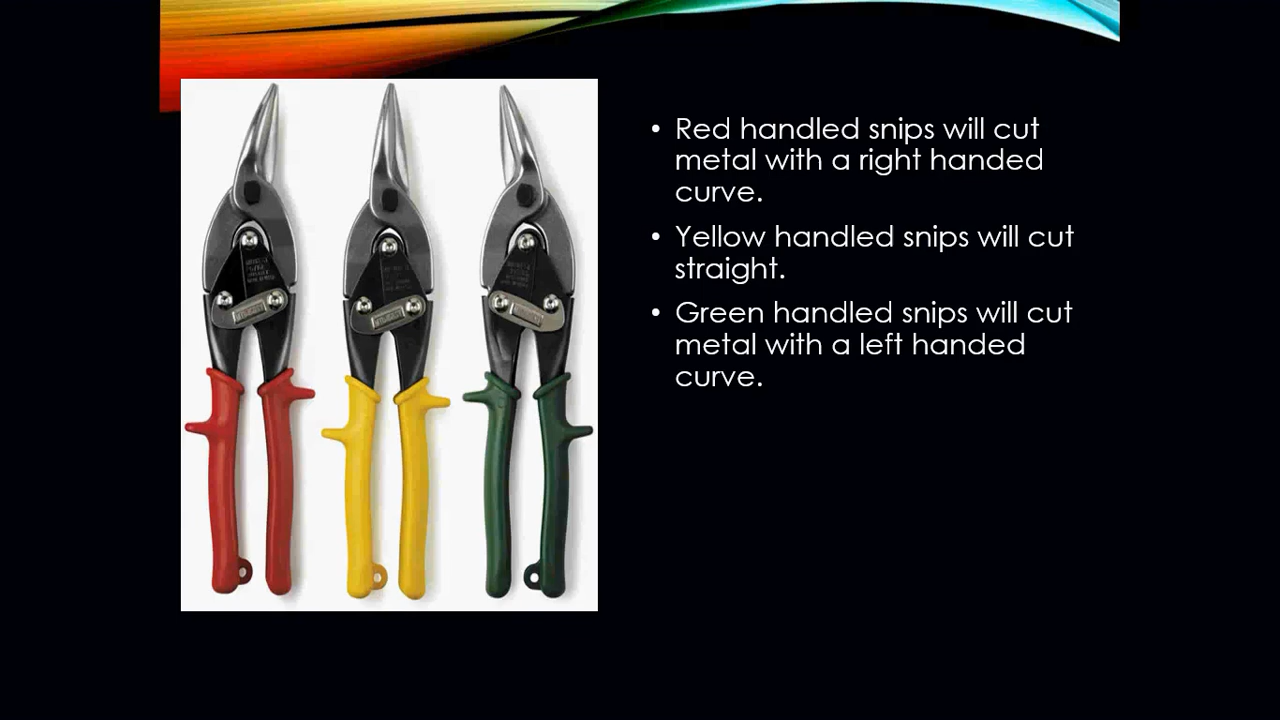 • Red handled snips will cut
metal with a right handed
curve.
• Yellow handled snips will cut
straight.
• Green handled snips will cut
metal with a left handed
curve.